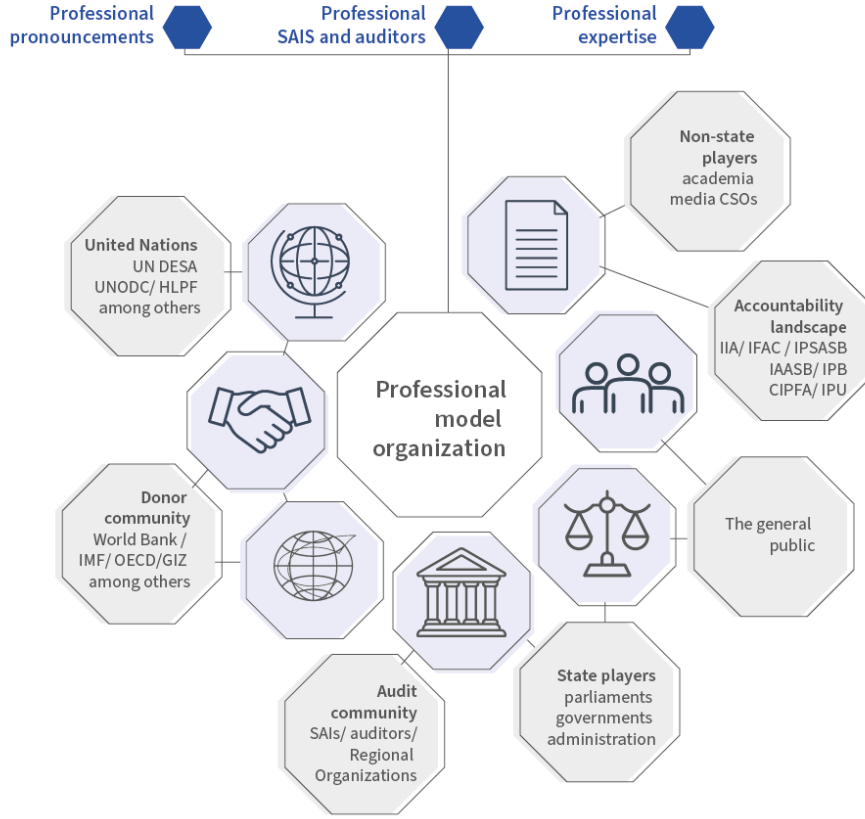 Professional
pronouncements
Professional
SAIS and auditors
Professional
expertise
Non-state
players
academia
media CSOs
United Nations
UN DESA
UNODC/ HLPF
among others
Accountability
landscape
IIA/ IFAC / IPSASB
IAASB/ IPB
CIPFA/ IPU
Professional
model
organization
Donor
community
World Bank /
IMF/ OECD/GIZ
among others
The general
public
Audit
community
SAIs/ auditors/
Regional
Organizations
State players
parliaments
governments
administration